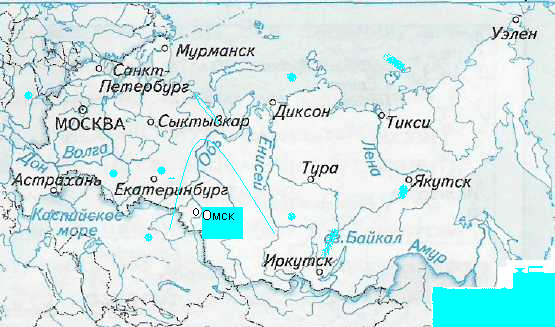 Уэлен
Мурманск
Санкт-
Петербург
Диксон
Тикси
МОСКВА
Сыктывкар
Обь
Енисей
Лена
Дон
Волга
Тура
Якутск
Астрахань
Екатеринбург
Каспийское
море
Омск
оз.Байкал
Амур
Иркутск